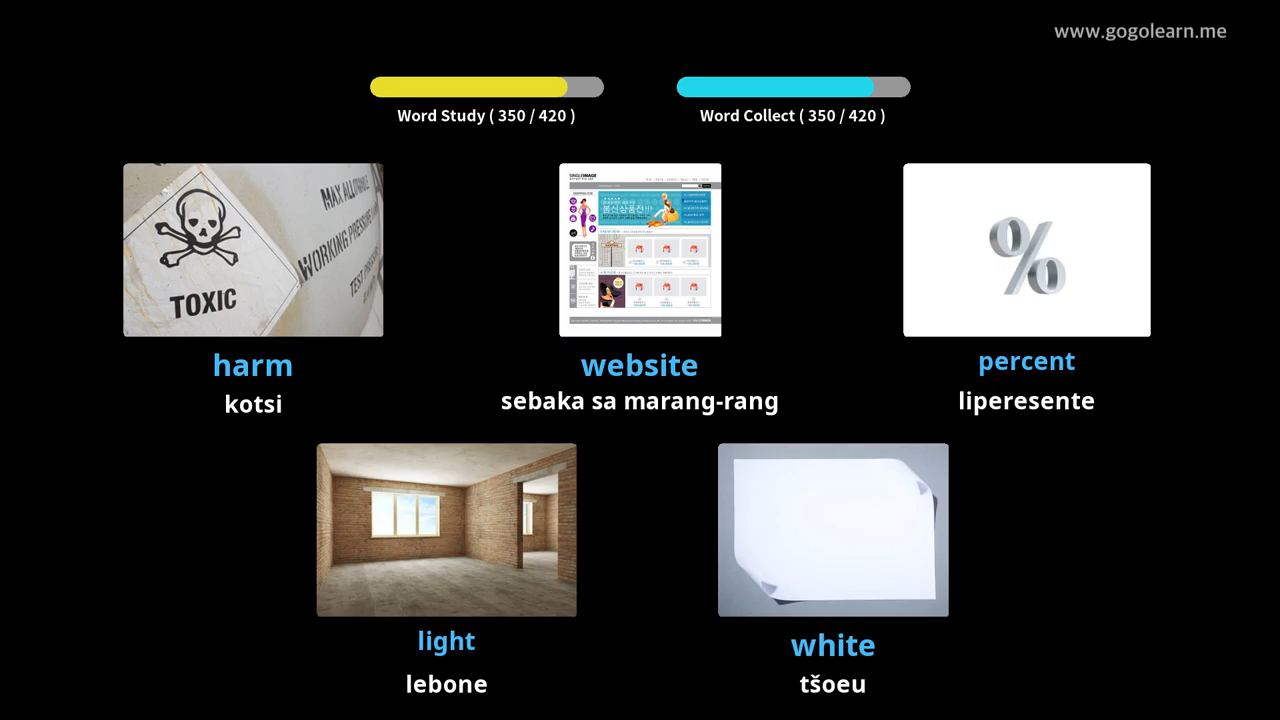 www.gogolearn.me
Word Study ( 350 / 420 )
Word Collect ( 350 / 420 )
TOXIC
MAX ALLOWABLE
WORKING PRESSURE
TEST
harm
website
percent
kotsi
sebaka sa marang-rang
liperesente
%
light
white
lebone
tšoeu